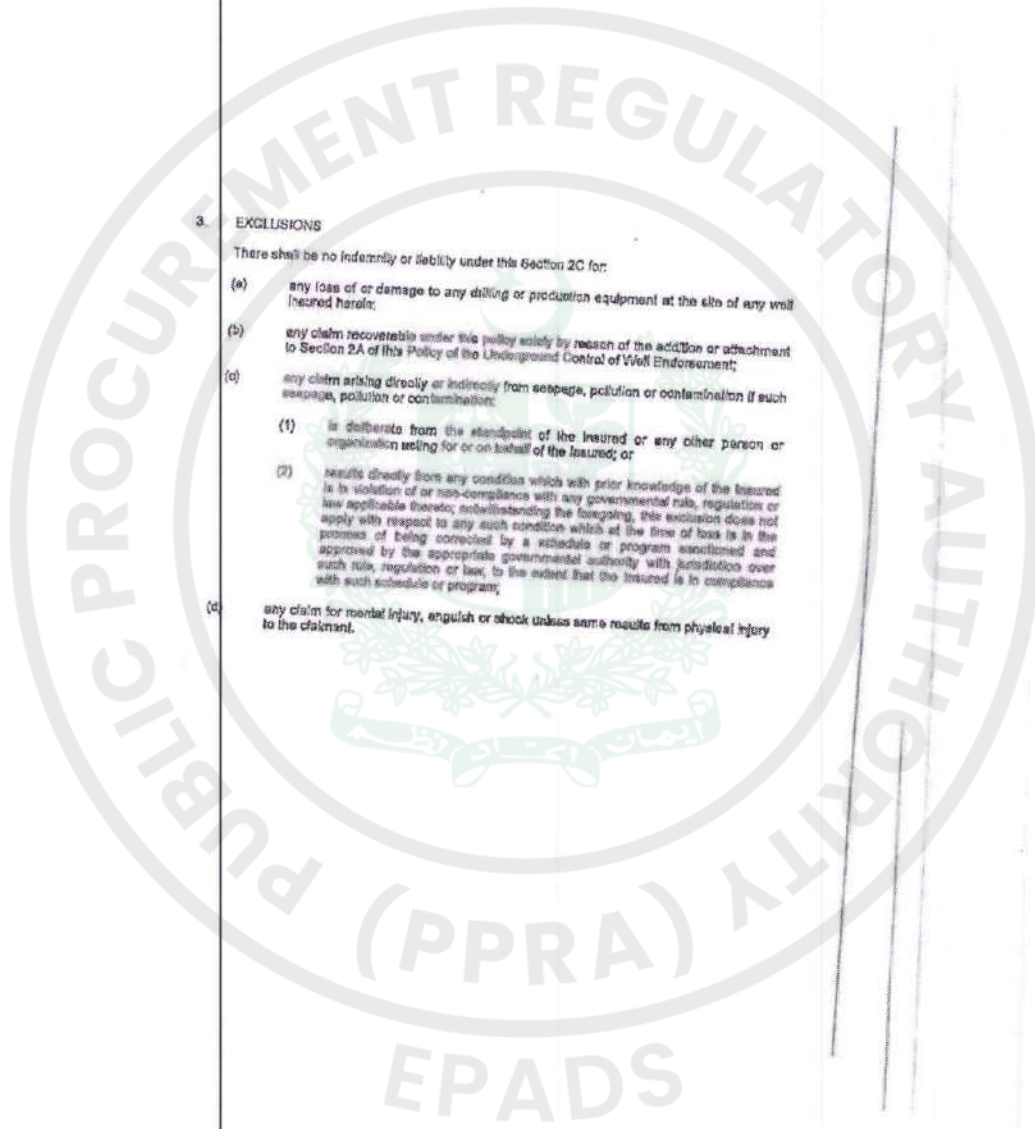 3. EXCLUSIONS
There shall be no indemnity or liability under this Section 2C for:
(a) any loss of or damage to any drilling or production equipment at the site of any well
insured herein;
(b) any claim recoverable under this policy solely by reason of the addition or attachment
to Section 2A of this Policy of the Underground Control of Well Endorsement;
(c) any claim arising directly or indirectly from seepage, pollution or contamination if such
seepage, pollution or contamination:
(1) is deliberate from the standpoint of the Insured or any other person or
organization acting for or on behalf of the Insured; or
(2) results directly from any condition which with prior knowledge of the Insured
is in violation of or non-compliance with any governmental rule, regulation or
law applicable thereto; notwithstanding the foregoing, this exclusion does not
apply with respect to any such condition which at the time of loss is in the
process of being corrected by a schedule or program sanctioned and
approved by the appropriate governmental authority with jurisdiction over
such rule, regulation or law, to the extent that the Insured is in compliance
with such schedule or program;
(d) any claim for mental injury, anguish or shock unless same results from physical injury
to the claimant.
PUBLIC PROCUREMENT REGULATORY AUTHORITY
(PPRA)
EPADS